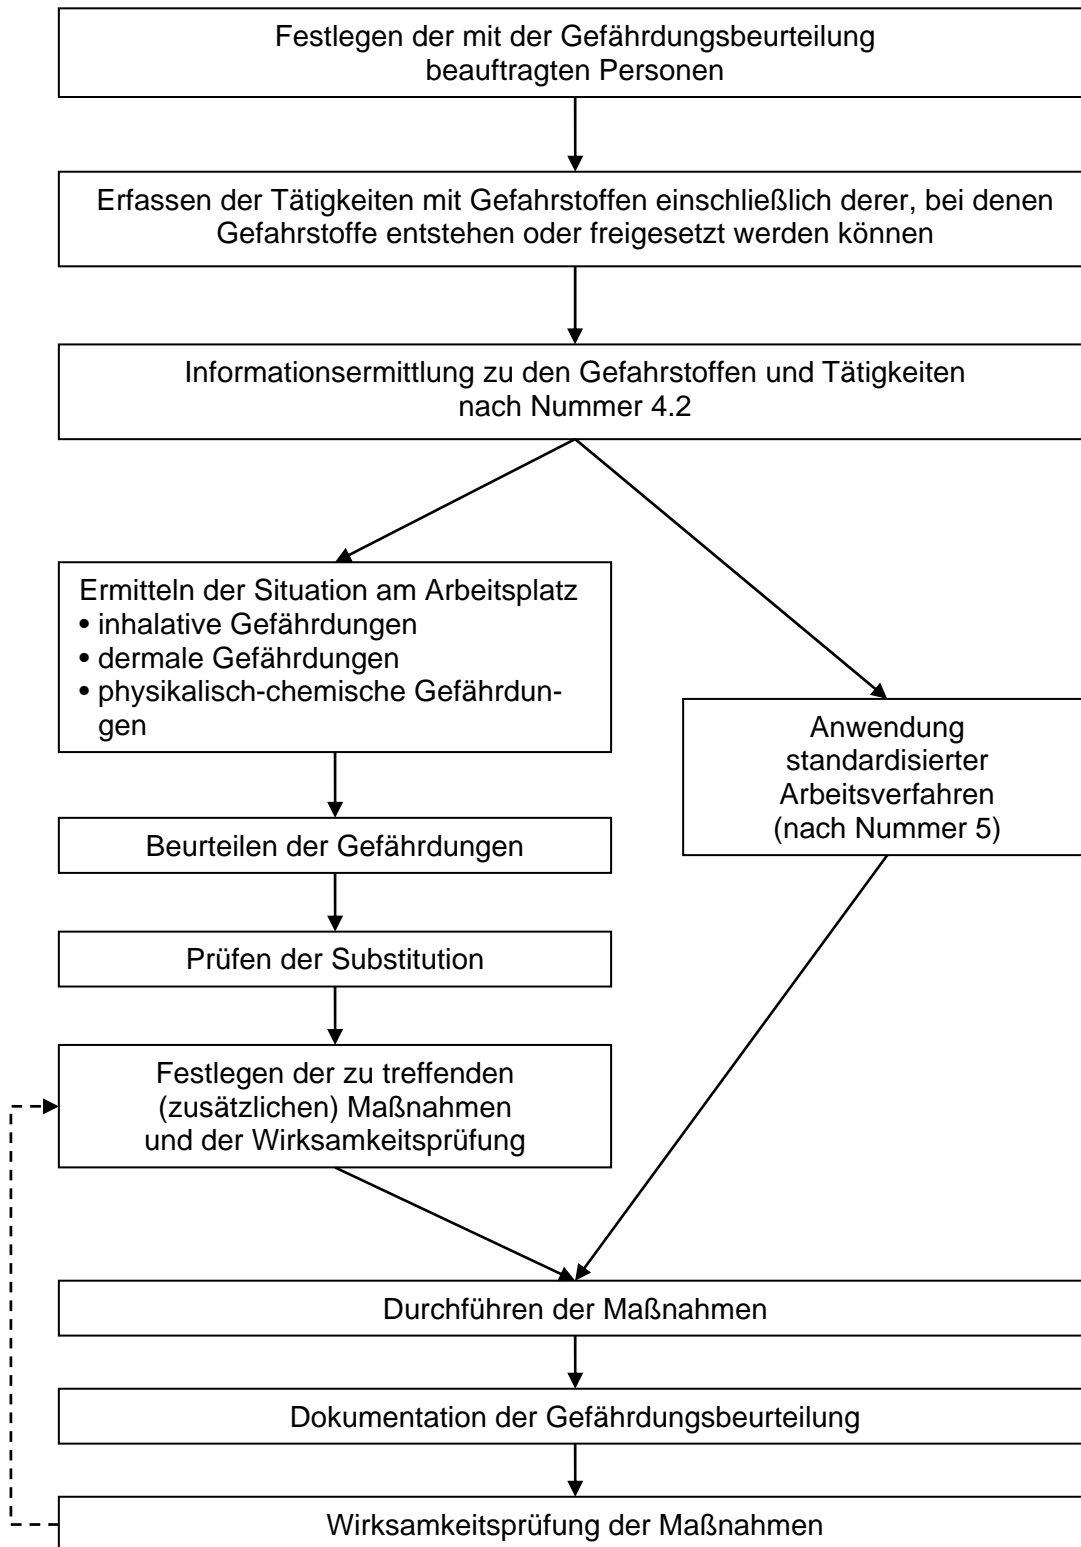 Festlegen der mit der Gefährdungsbeurteilung
beauftragten Personen
Erfassen der Tätigkeiten mit Gefahrstoffen einschließlich derer, bei denen
Gefahrstoffe entstehen oder freigesetzt werden können
Informationsermittlung zu den Gefahrstoffen und Tätigkeiten
nach Nummer 4.2
Ermitteln der Situation am Arbeitsplatz
• inhalative Gefährdungen
• dermale Gefährdungen
• physikalisch-chemische Gefährdun-
gen
Anwendung
standardisierter
Arbeitsverfahren
(nach Nummer 5)
Beurteilen der Gefährdungen
Prüfen der Substitution
Festlegen der zu treffenden
(zusätzlichen) Maßnahmen
und der Wirksamkeitsprüfung
Durchführen der Maßnahmen
Dokumentation der Gefährdungsbeurteilung
Wirksamkeitsprüfung der Maßnahmen